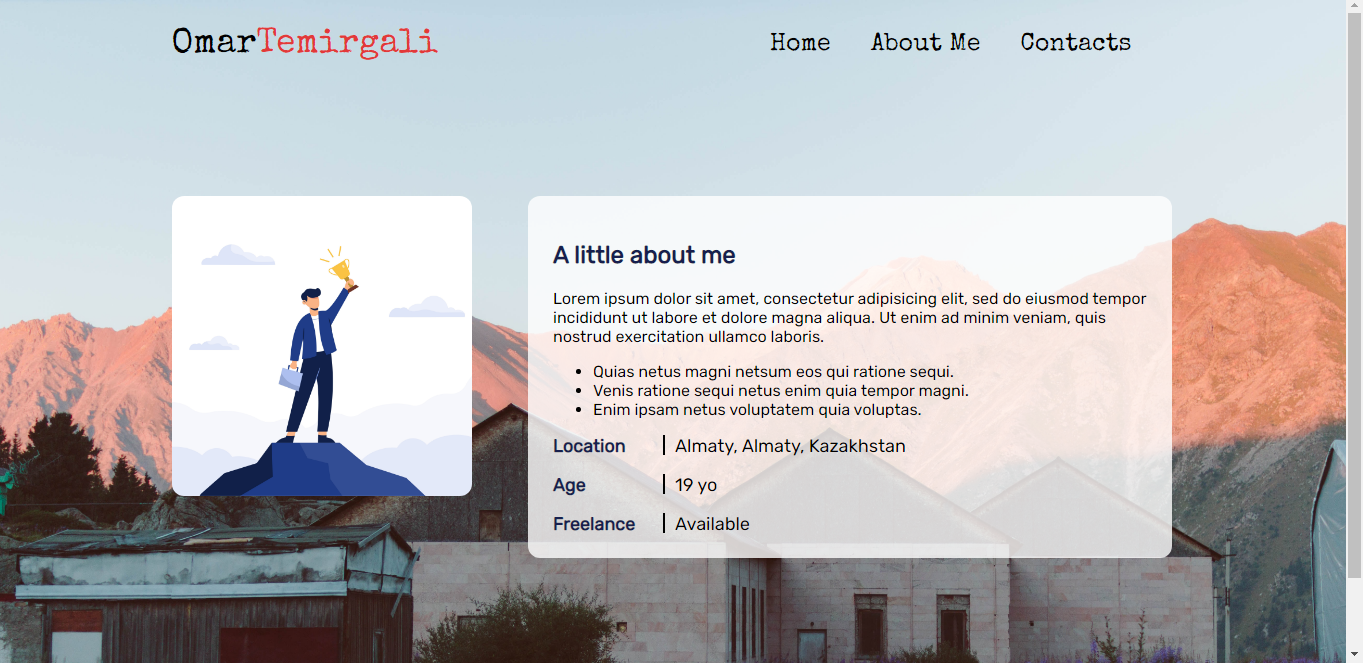 OmarTemirgali
Home About Me Contacts
A little about me
Lorem ipsum dolor sit amet, consectetur adipisicing elit, sed do eiusmod tempor
incididunt ut labore et dolore magna aliqua. Ut enim ad minim veniam, quis
nostrud exercitation ullamco laboris.
• Quias netus magni netsum eos qui ratione sequi.
• Venis ratione sequi netus enim quia tempor magni.
• Enim ipsam netus voluptatem quia voluptas.
Location | Almaty, Almaty, Kazakhstan
Age | 19 yo
Freelance | Available